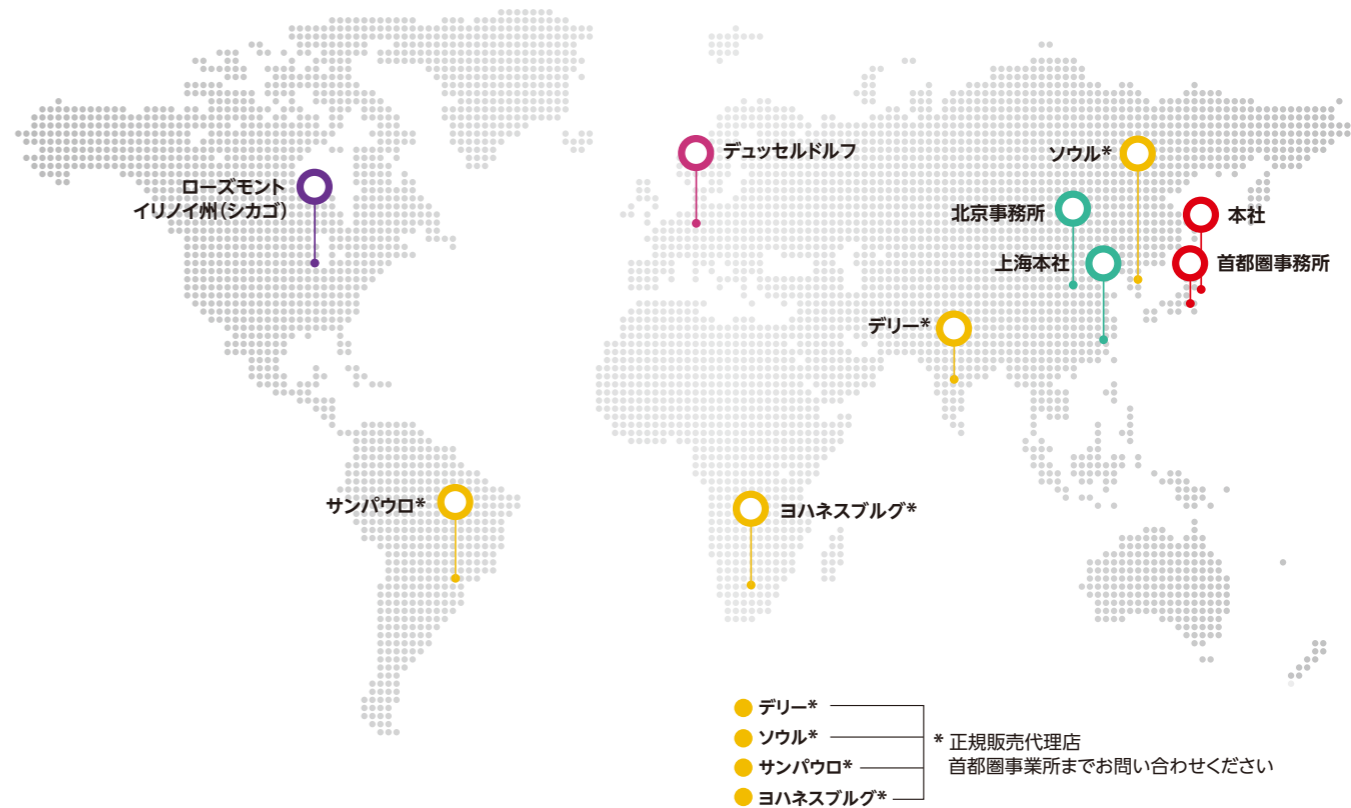 デュッセルドルフ
ソウル*
ローズモント
イリノイ州(シカゴ)
北京事務所
本社
上海本社
首都圏事務所
デリー*
サンパウロ*
ヨハネスブルグ*
デリー*
ソウル*
サンパウロ*
ヨハネスブルグ*
* 正規販売代理店
首都圏事業所までお問い合わせください